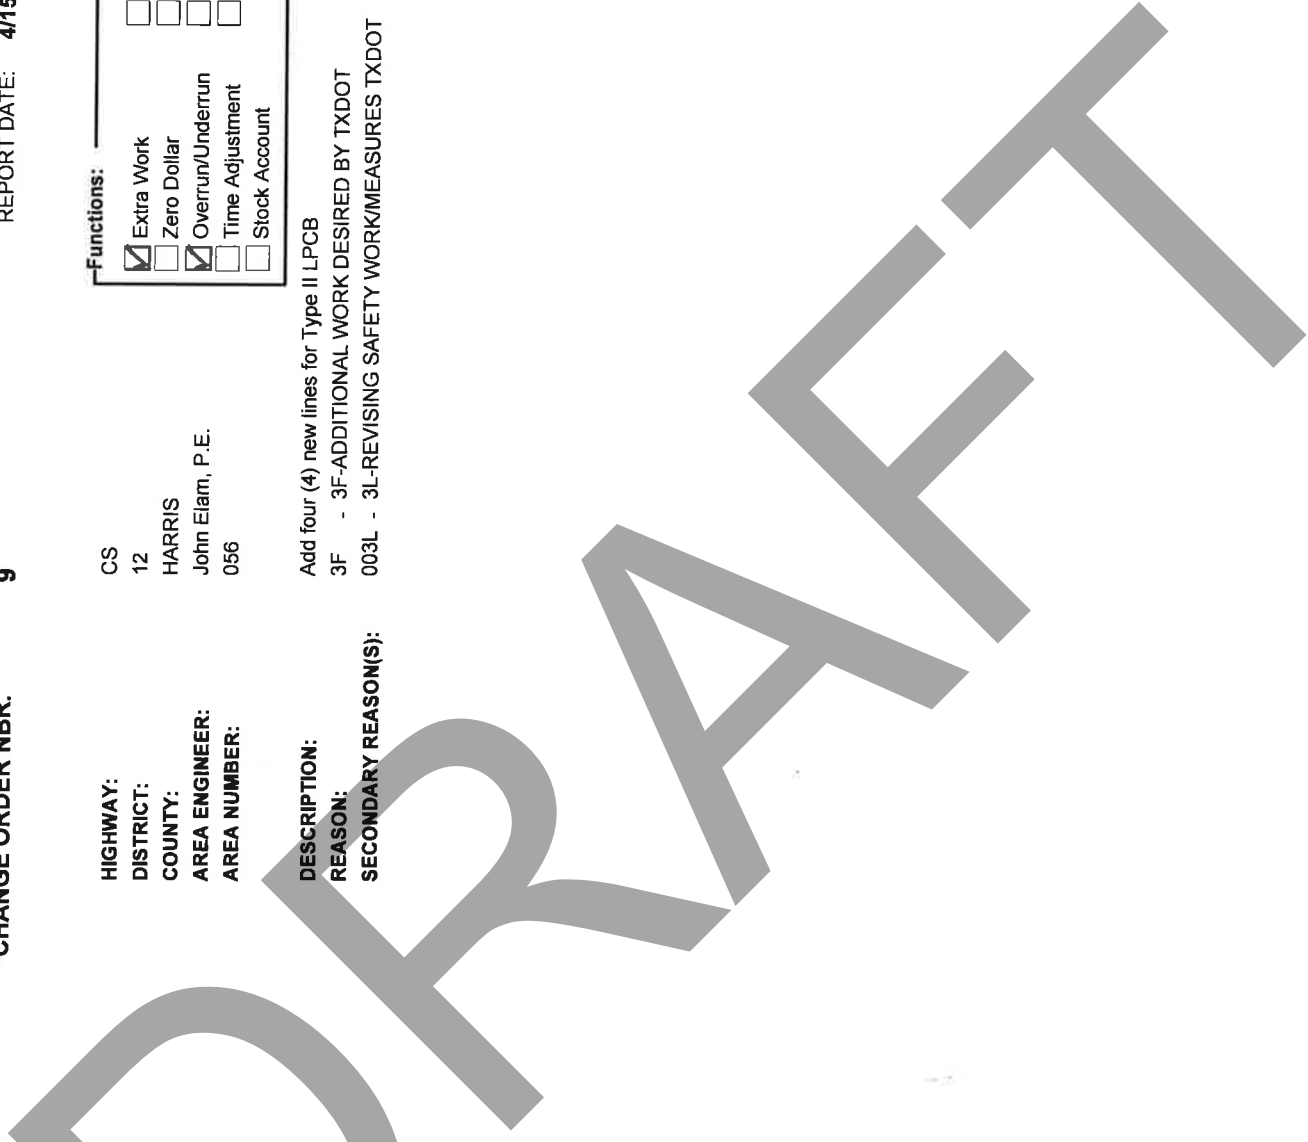 CHANGE ORDER NBR. 9 REPORT DATE: 4/15
HIGHWAY: CS
DISTRICT: 12
COUNTY: HARRIS
AREA ENGINEER: John Elam, P.E.
AREA NUMBER: 056
Functions:
Extra Work
Zero Dollar
Overrun/Underrun
Time Adjustment
Stock Account
DESCRIPTION: Add four (4) new lines for Type II LPCB
REASON: 3F - 3F-ADDITIONAL WORK DESIRED BY TXDOT
SECONDARY REASON(S): 003L - 3L-REVISING SAFETY WORK/MEASURES TXDOT
DRAFT